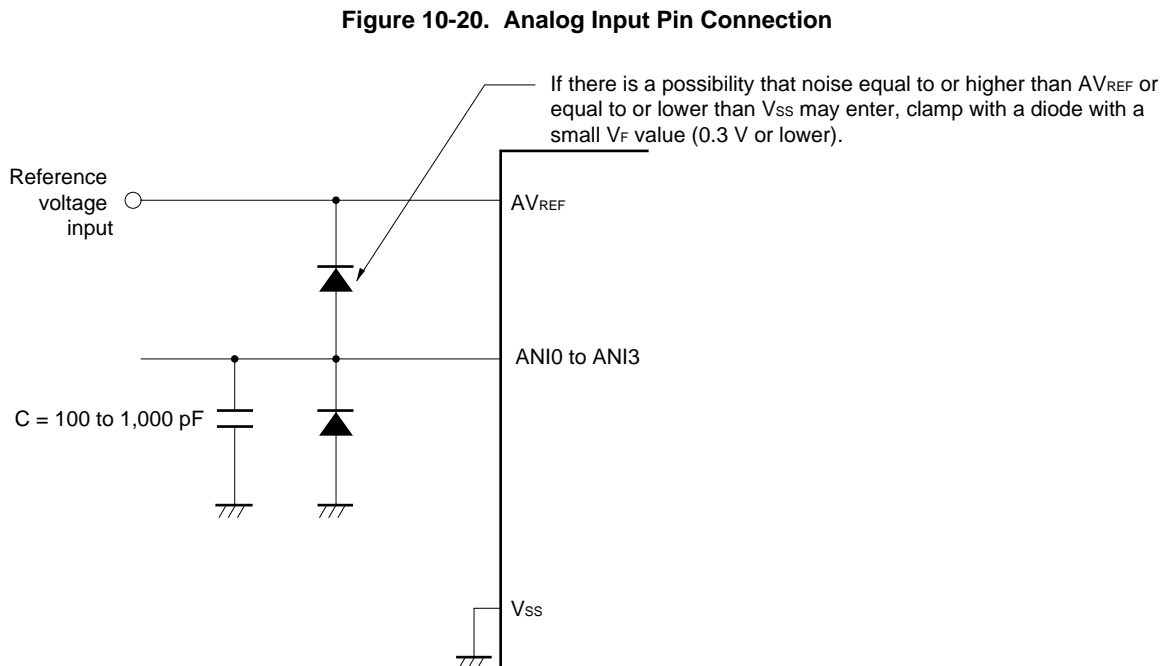 Figure 10-20. Analog Input Pin Connection
If there is a possibility that noise equal to or higher than AVREF or
equal to or lower than VSS may enter, clamp with a diode with a
small VF value (0.3 V or lower).
Reference
voltage
input
AVREF
ANI0 to ANI3
C = 100 to 1,000 pF
VSS